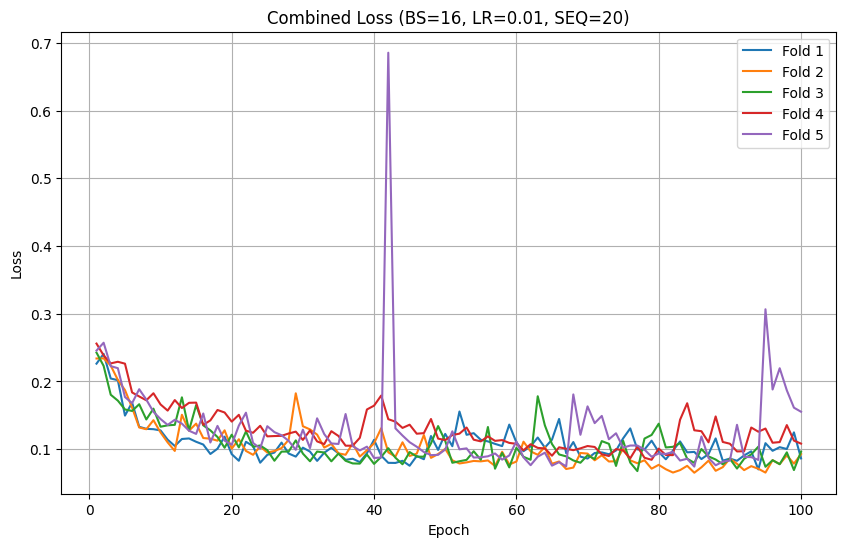 Combined Loss (BS=16, LR=0.01, SEQ=20)
Fold 1
Fold 2
Fold 3
Fold 4
Fold 5
0.7
0.6
0.5
0.4
0.3
0.2
0.1
Loss
0 20 40 60 80 100
Epoch